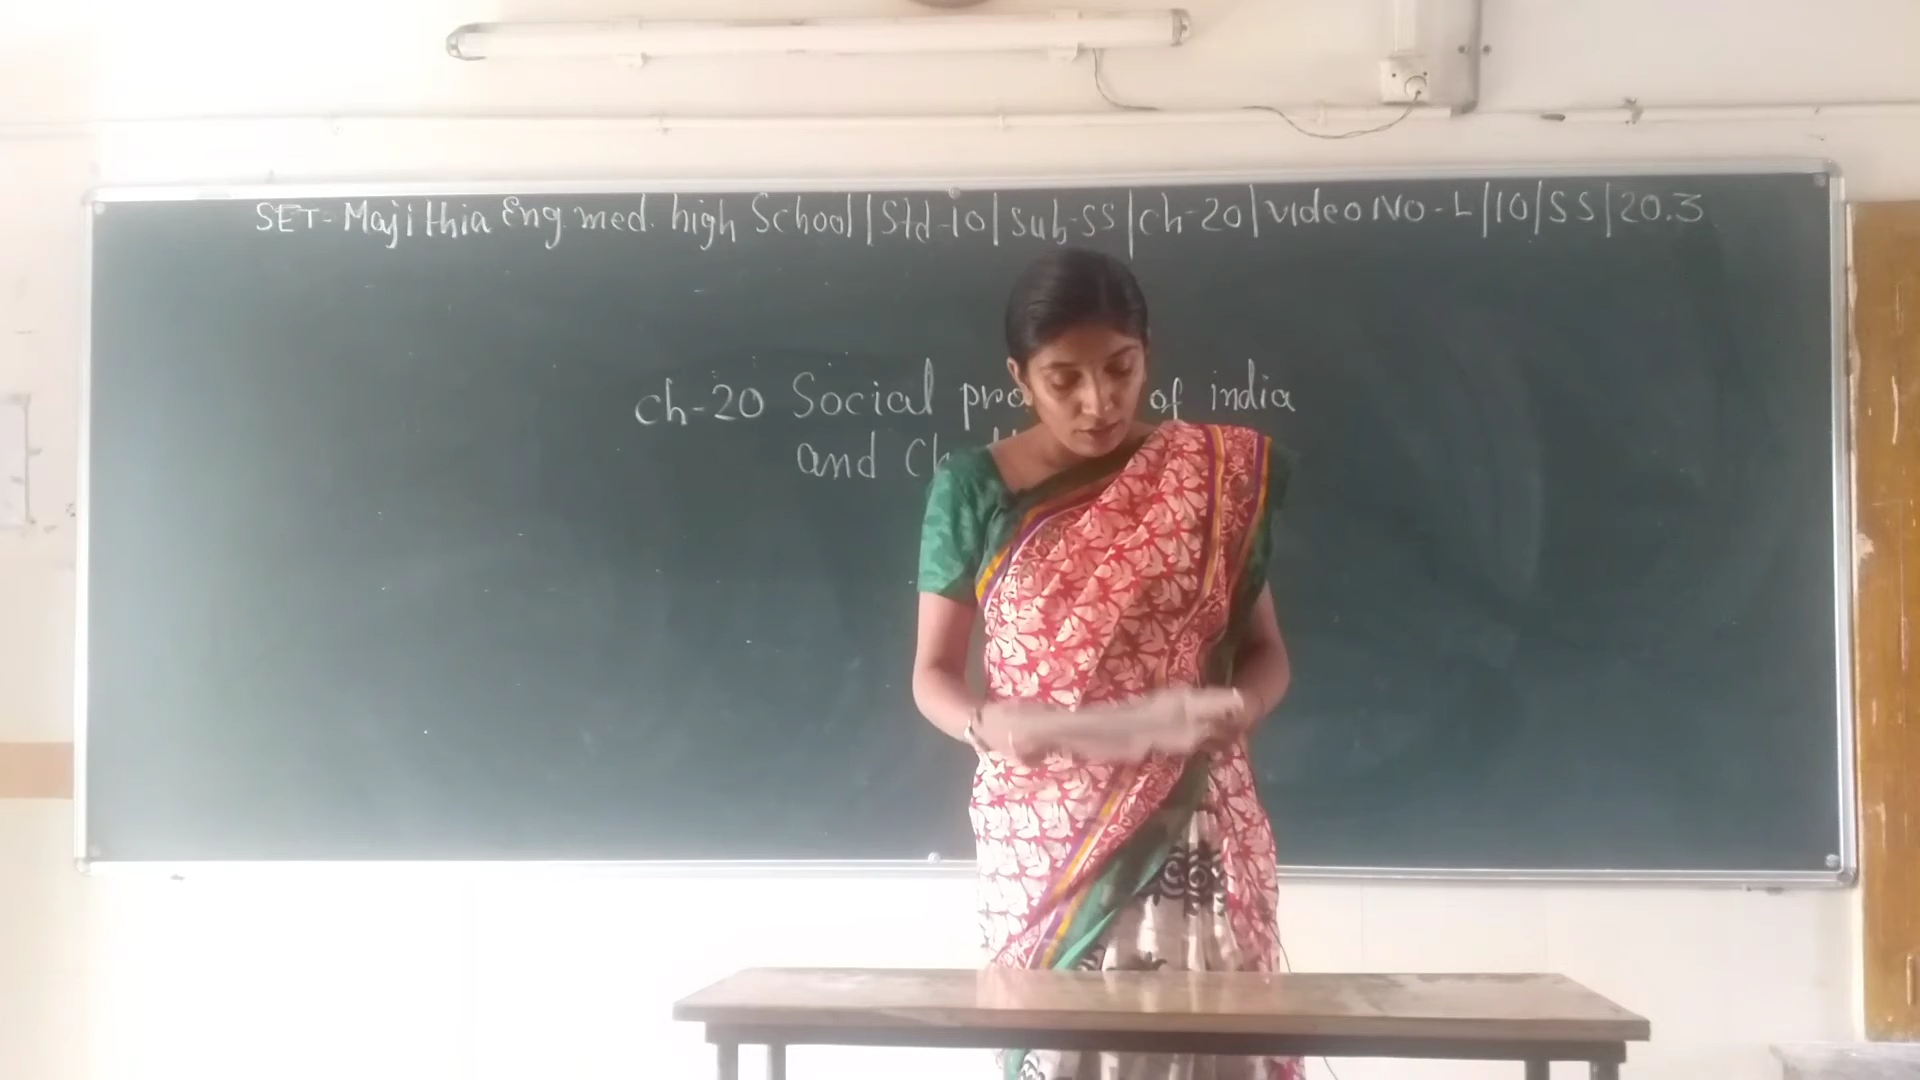 SET-Majithia Eng. med. high School | Std-10 | Sub-SS | ch-20 | video NO - L | 10 | SS | 20.3
ch-20 Social of india
and